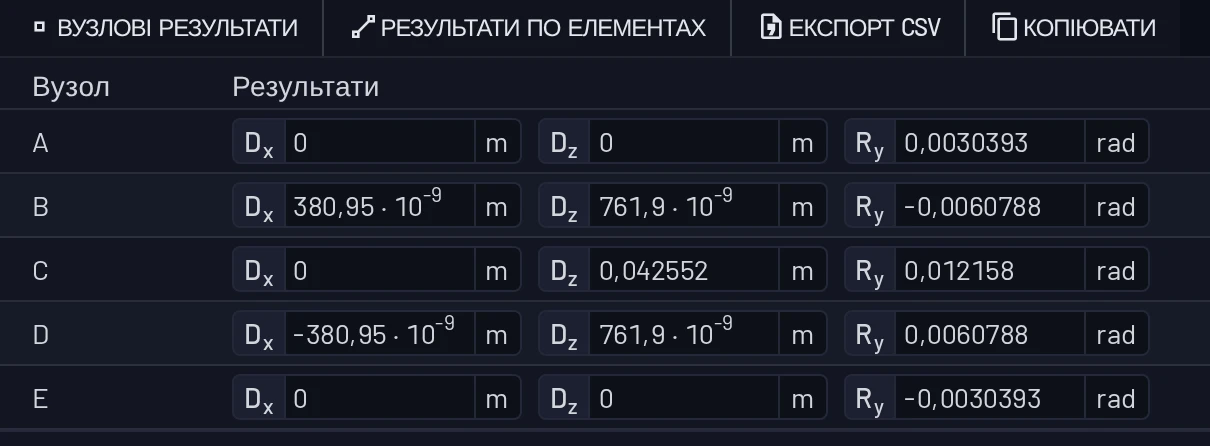 ВУЗЛОВІ РЕЗУЛЬТАТИ РЕЗУЛЬТАТИ ПО ЕЛЕМЕНТАХ ЕКСПОРТ CSV КОПІЮВАТИ
Вузол Результати
A Dx 0 m Dz 0 m Ry 0,0030393 rad
B Dx 380,95 · 10⁻⁹ m Dz 761,9 · 10⁻⁹ m Ry -0,0060788 rad
C Dx 0 m Dz 0,042552 m Ry 0,012158 rad
D Dx -380,95 · 10⁻⁹ m Dz 761,9 · 10⁻⁹ m Ry 0,0060788 rad
E Dx 0 m Dz 0 m Ry -0,0030393 rad